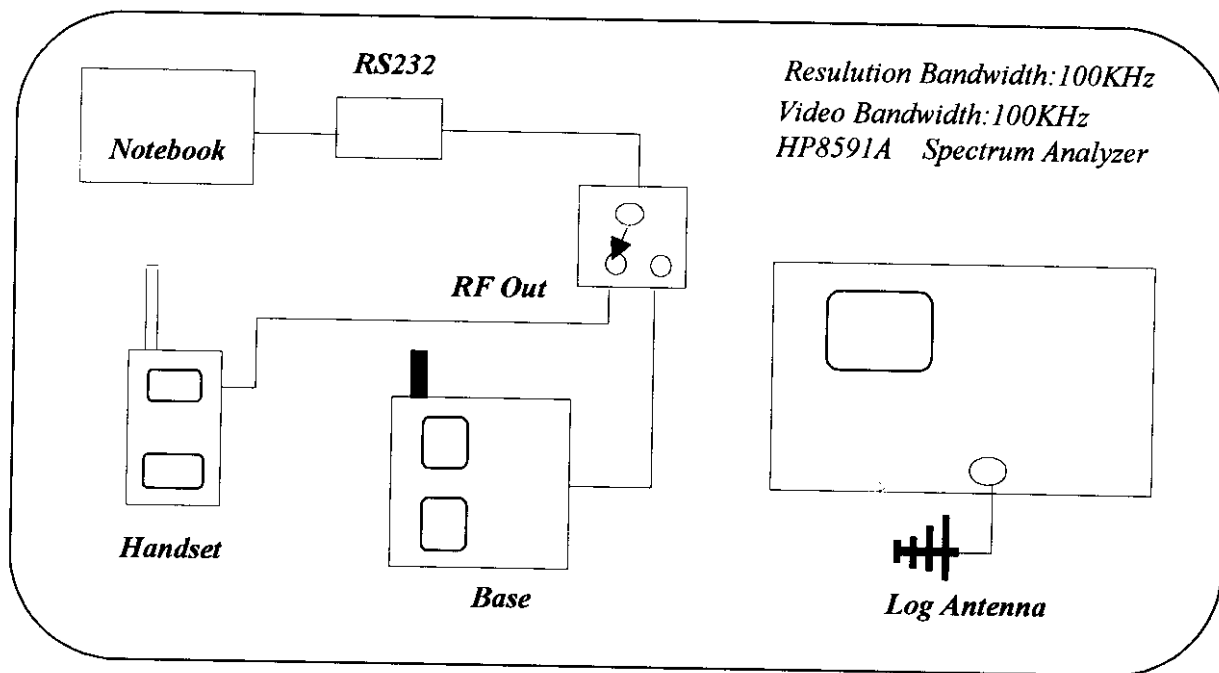 RS232
Resulution Bandwidth:100KHz
Video Bandwidth:100KHz
HP8591A Spectrum Analyzer
Notebook
RF Out
Handset
Base
Log Antenna